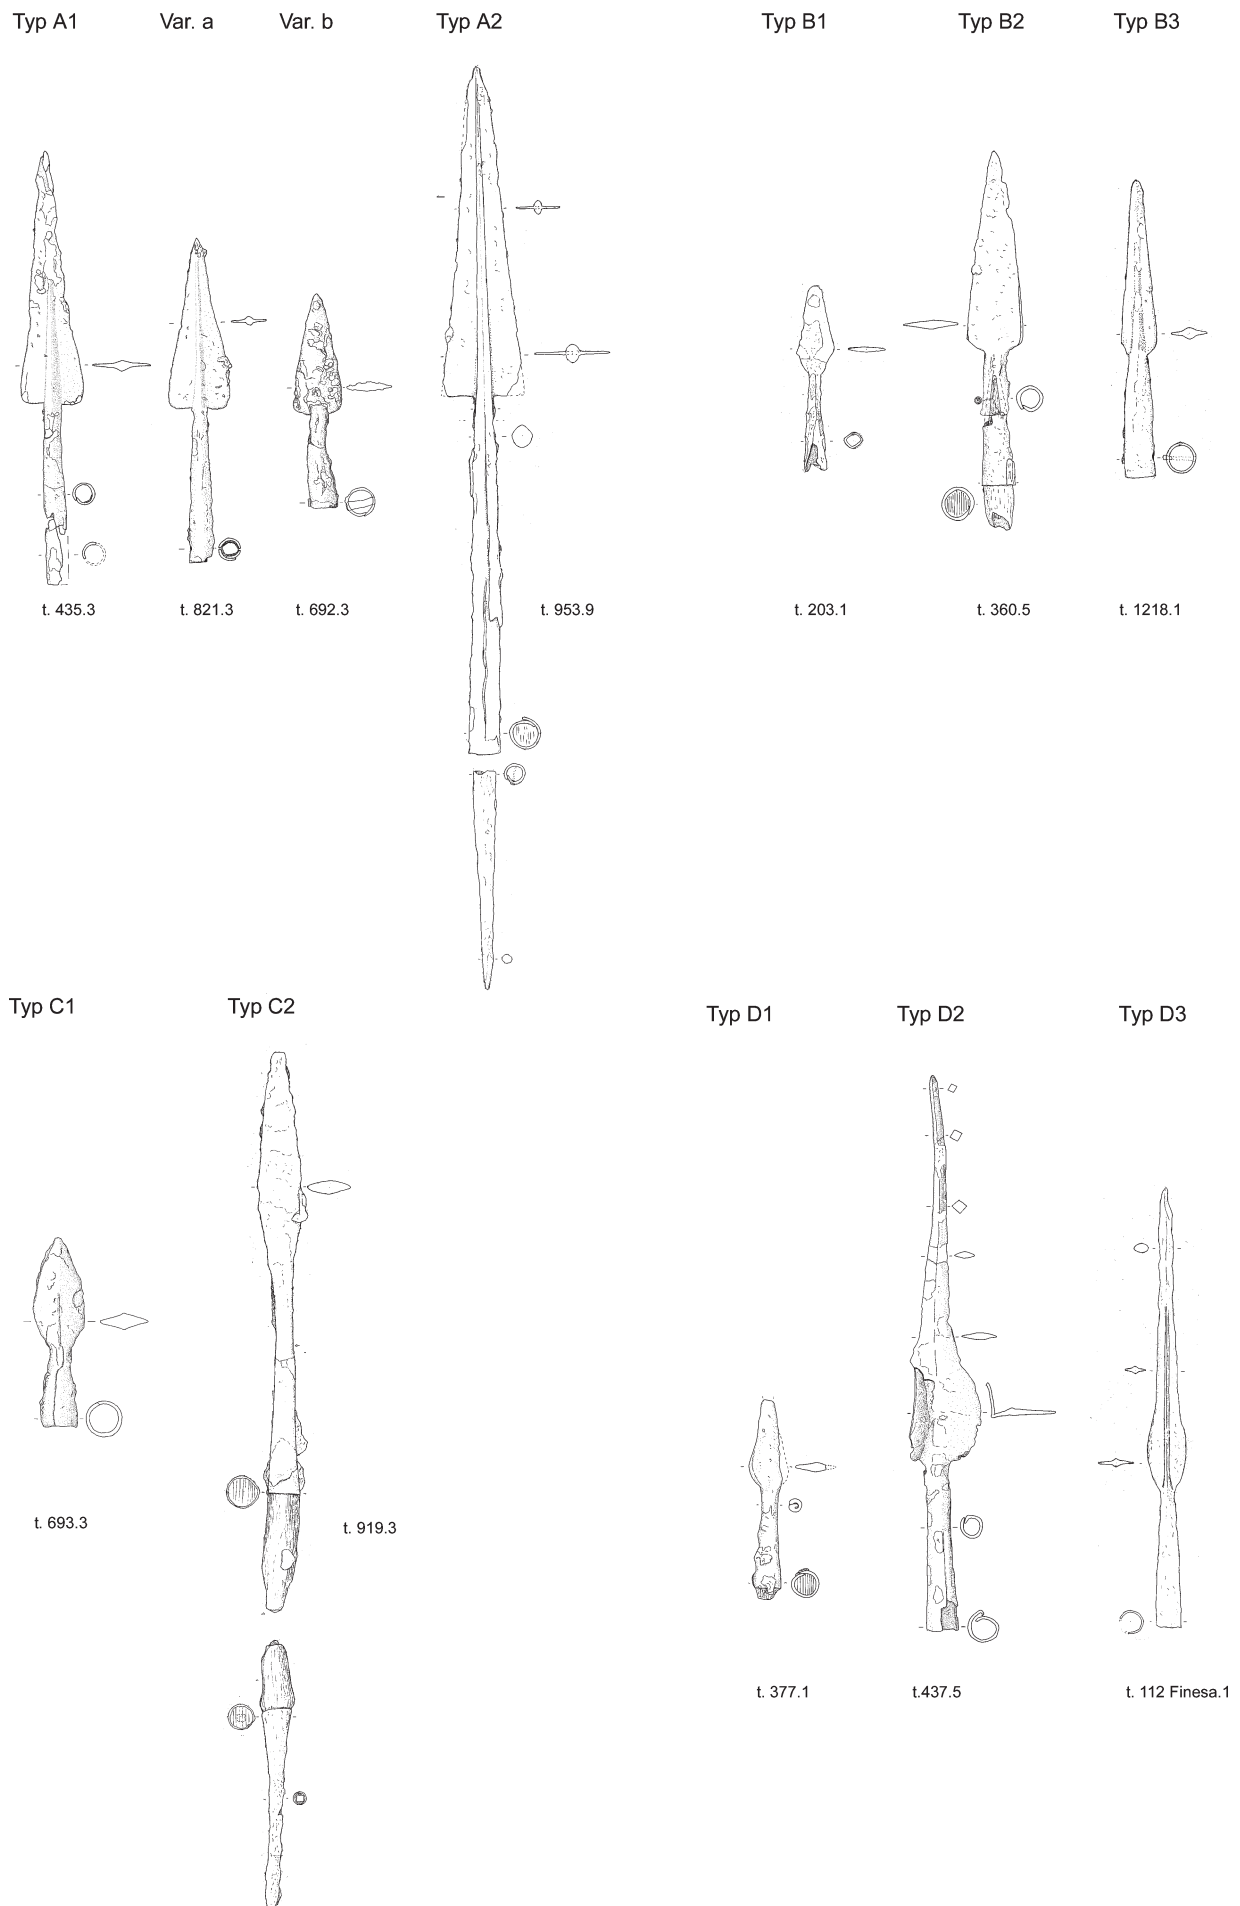 Typ A1 Var. a Var. b Typ A2 Typ B1 Typ B2 Typ B3
t. 435.3 t. 821.3 t. 692.3 t. 953.9 t. 203.1 t. 360.5 t. 1218.1
Typ C1 Typ C2 Typ D1 Typ D2 Typ D3
t. 693.3 t. 919.3
t. 377.1 t.437.5 t. 112 Finesa.1